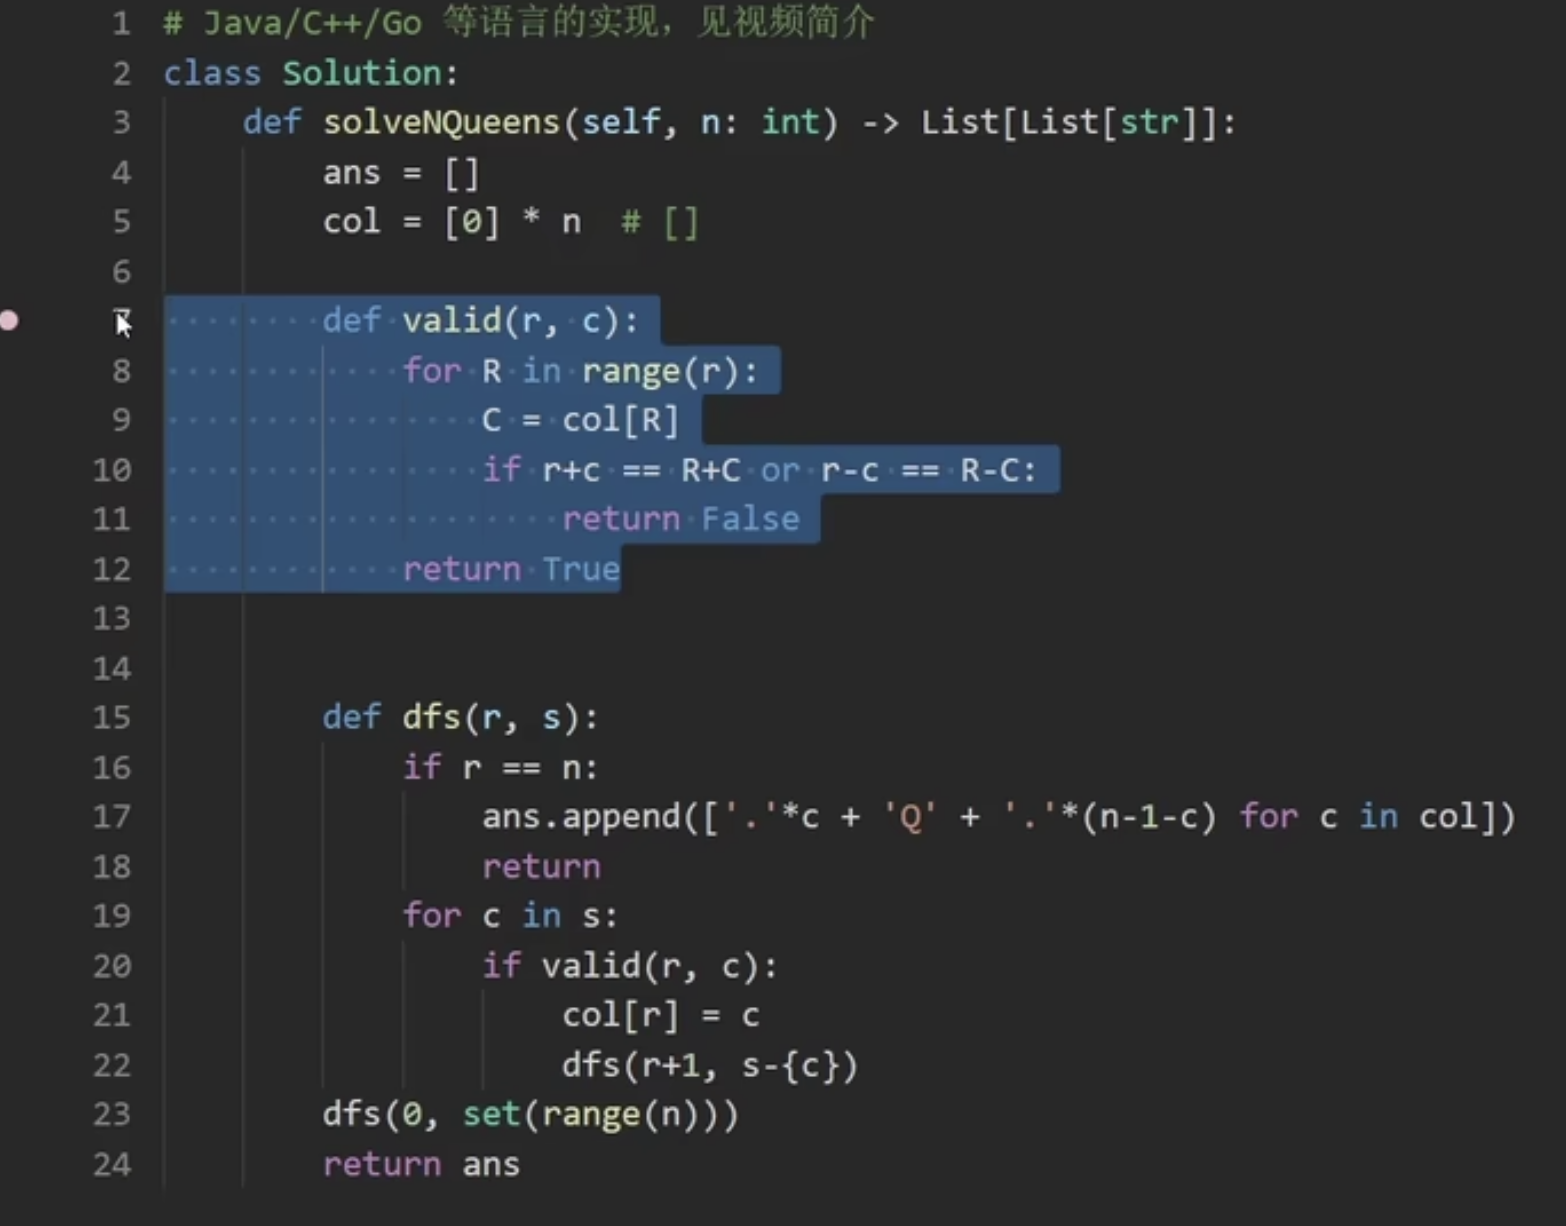 1 # Java/C++/Go 等语言的实现，见视频简介
2 class Solution:
3     def solveNQueens(self, n: int) -> List[List[str]]:
4         ans = []
5         col = [0] * n  # []
6
7         def valid(r, c):
8             for R in range(r):
9                 C = col[R]
10                 if r+c == R+C or r-c == R-C:
11                     return False
12             return True
13
14
15         def dfs(r, s):
16             if r == n:
17                 ans.append(['.'*c + 'Q' + '.'*(n-1-c) for c in col])
18                 return
19             for c in s:
20                 if valid(r, c):
21                     col[r] = c
22                     dfs(r+1, s-{c})
23         dfs(0, set(range(n)))
24         return ans